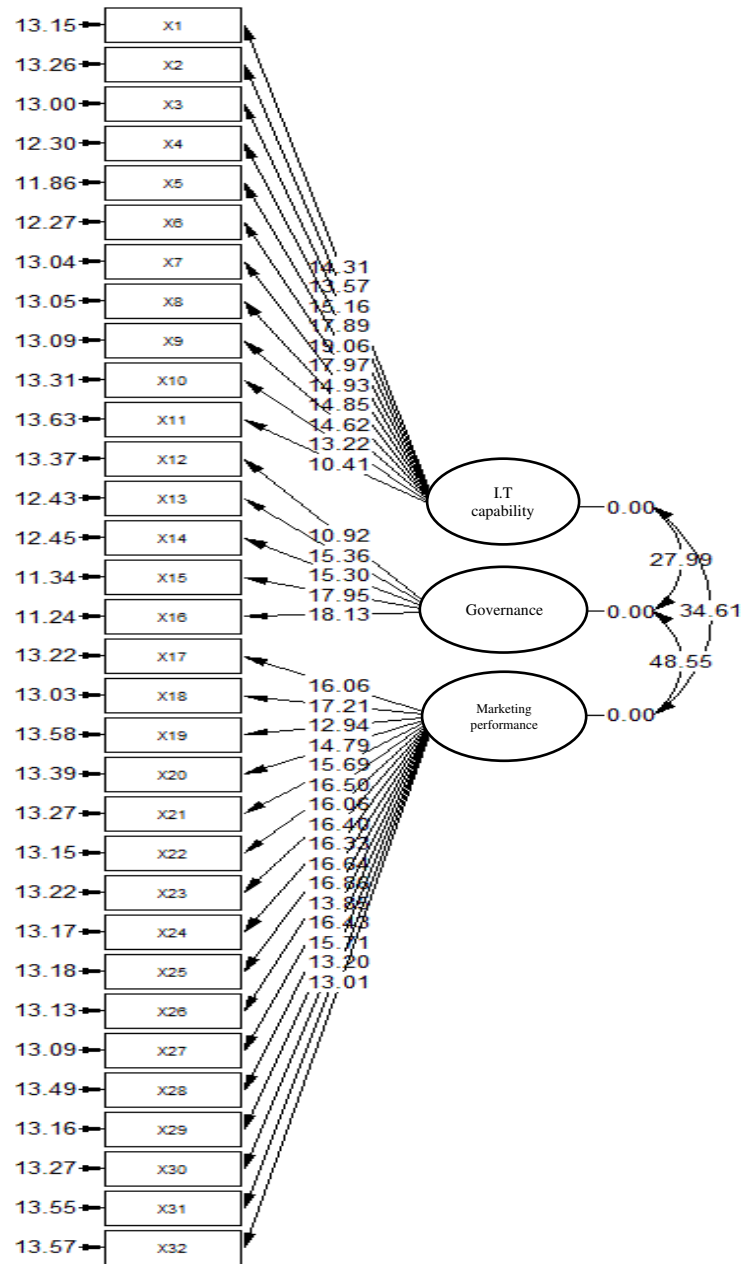 13.15 X1
13.26 X2
13.00 X3
12.30 X4
11.86 X5
12.27 X6
13.04 X7
13.05 X8
13.09 X9
13.31 X10
13.63 X11
13.37 X12
12.43 X13
12.45 X14
11.34 X15
11.24 X16
13.22 X17
13.03 X18
13.58 X19
13.39 X20
13.27 X21
13.15 X22
13.22 X23
13.17 X24
13.18 X25
13.13 X26
13.09 X27
13.49 X28
13.16 X29
13.27 X30
13.55 X31
13.57 X32
14.31
13.57
15.16
17.89
19.06
17.97
14.93
14.85
14.62
13.22
10.41
10.92
15.36
15.30
17.95
18.13
16.06
17.21
12.94
14.79
15.69
16.50
16.06
16.40
16.33
16.64
16.86
13.85
16.43
15.71
13.20
13.01
I.T
capability
Governance
Marketing
performance
0.00
0.00
0.00
27.99
34.61
48.55